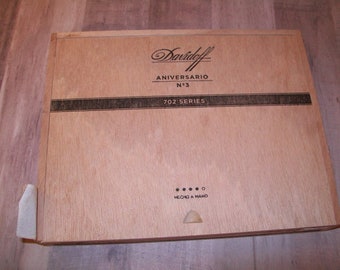 Davidoff
ANIVERSARIO
Nº3
702 SERIES
HECHO A MANO